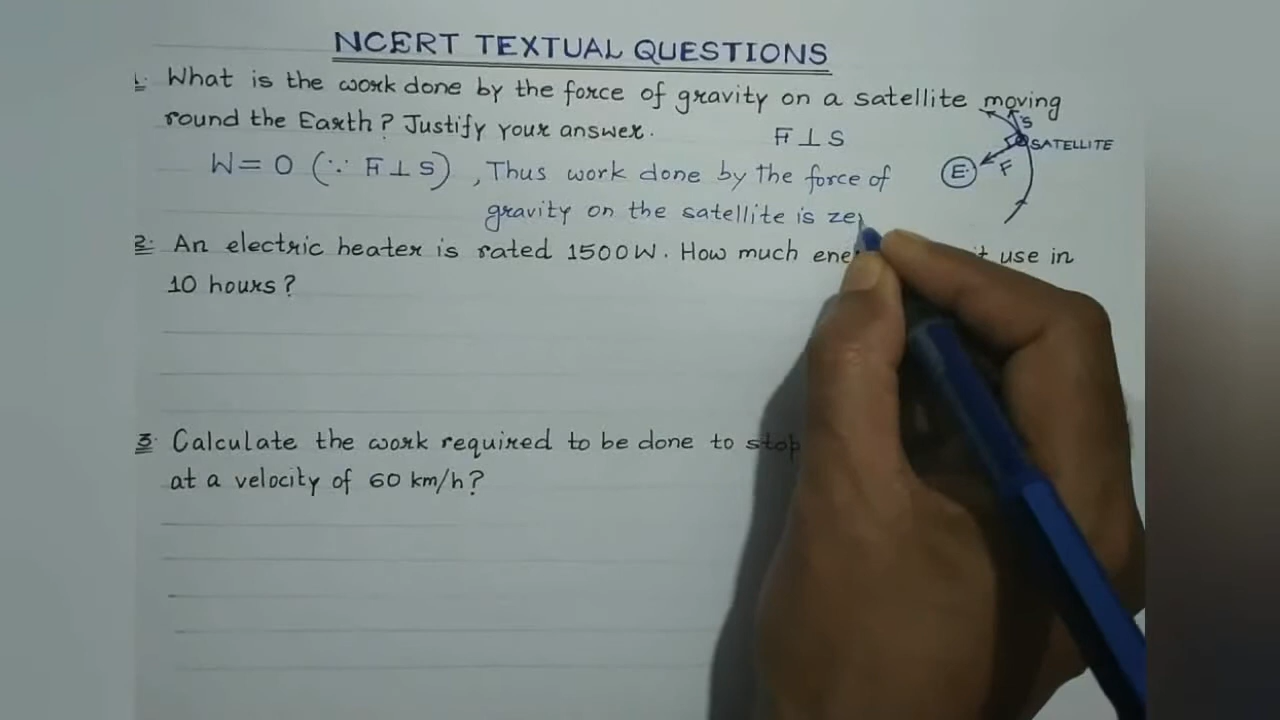 NCERT TEXTUAL QUESTIONS
1. What is the work done by the force of gravity on a satellite moving
round the Earth? Justify your answer.
F ⊥ S
S
SATELLITE
E
F
W = 0 (∵ F ⊥ S), Thus work done by the force of
gravity on the satellite is ze
2. An electric heater is rated 1500W. How much ene it use in
10 hours?
3. Calculate the work required to be done to stop
at a velocity of 60 km/h?